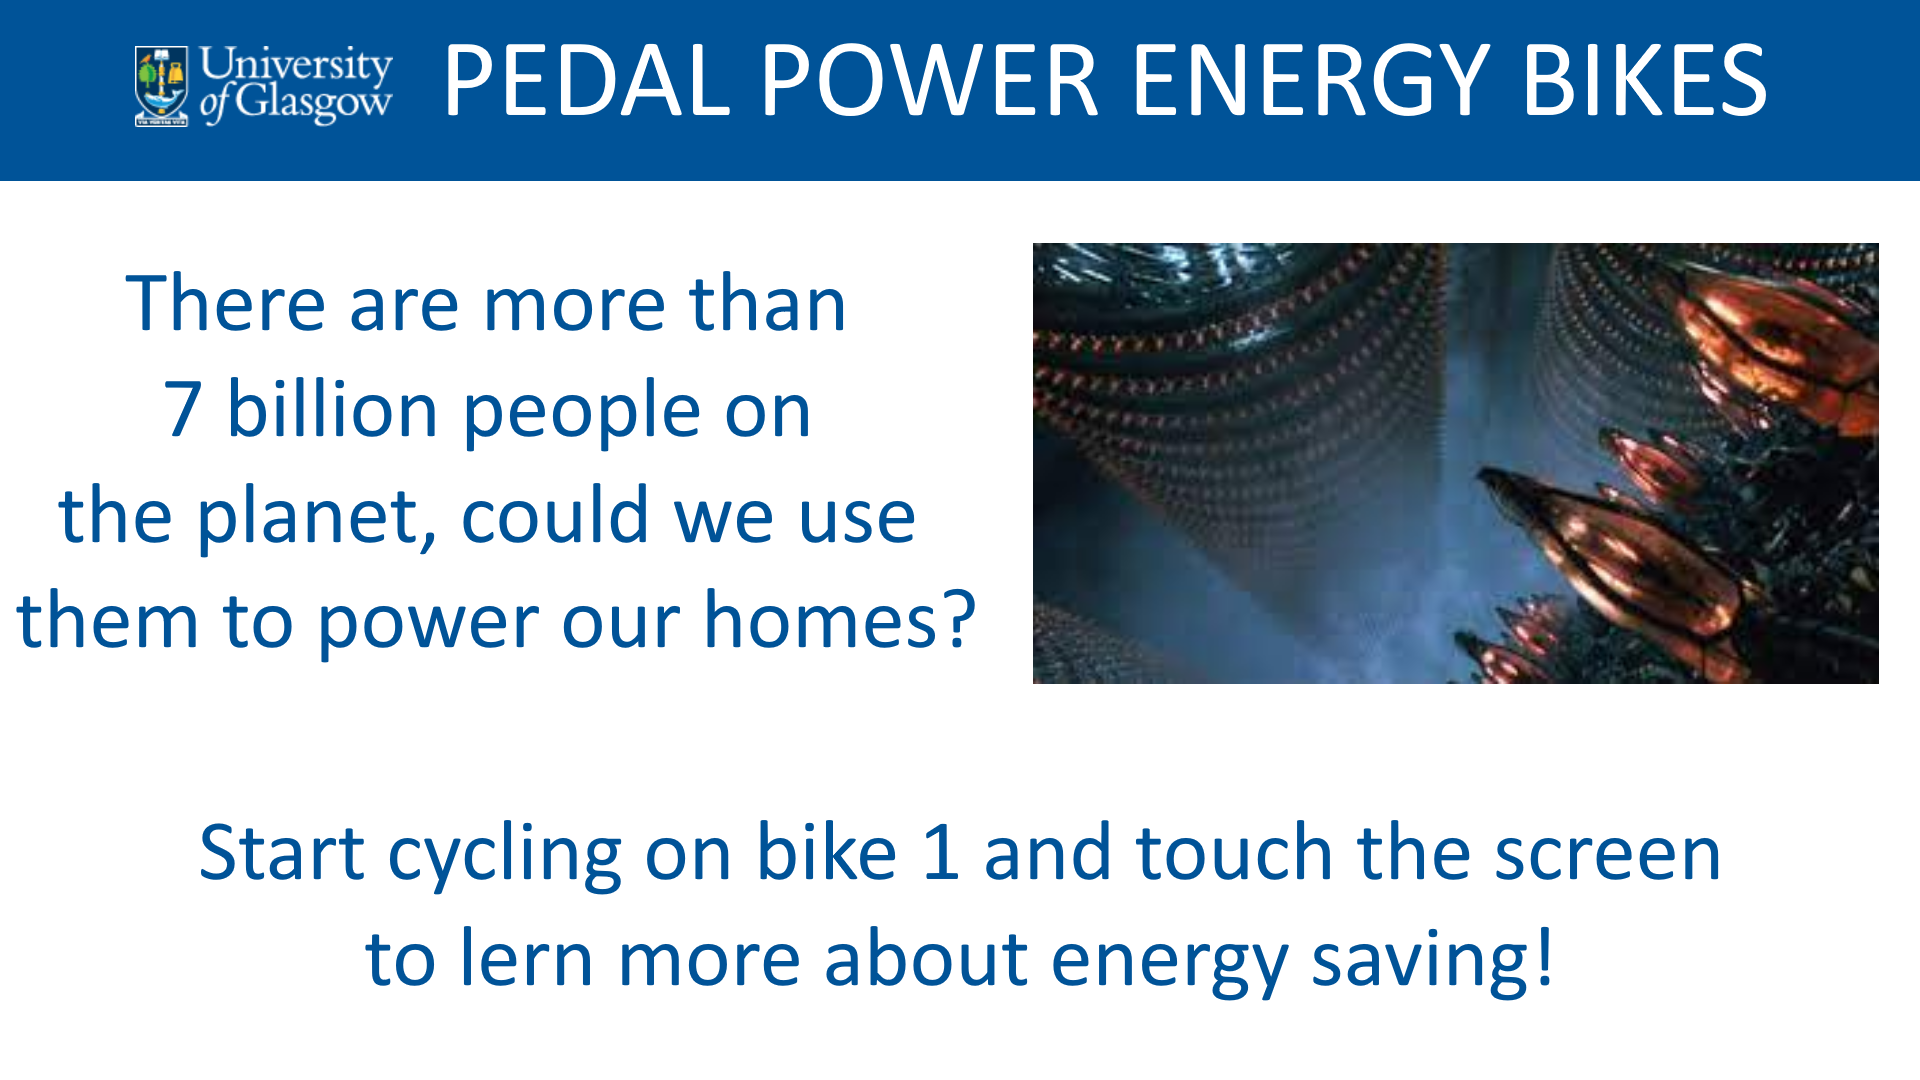 University
of Glasgow
PEDAL POWER ENERGY BIKES
There are more than
7 billion people on
the planet, could we use
them to power our homes?
Start cycling on bike 1 and touch the screen
to lern more about energy saving!